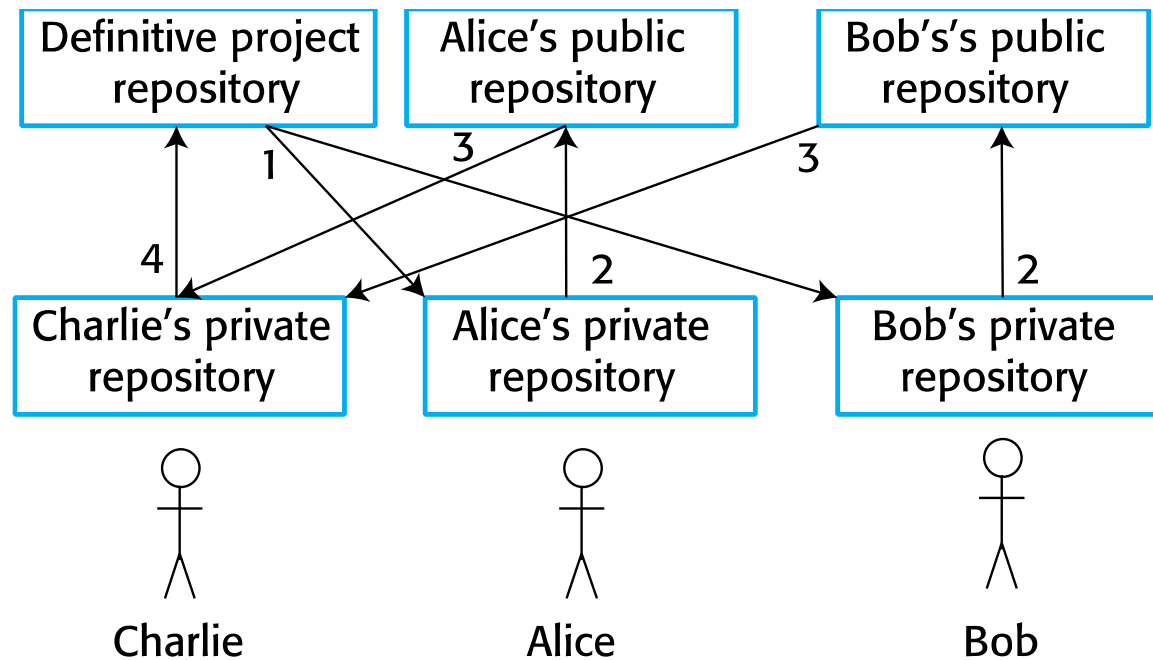 Definitive project
repository
Alice's public
repository
Bob's's public
repository
1
3
3
4
2
2
Charlie's private
repository
Alice's private
repository
Bob's private
repository
Charlie
Alice
Bob